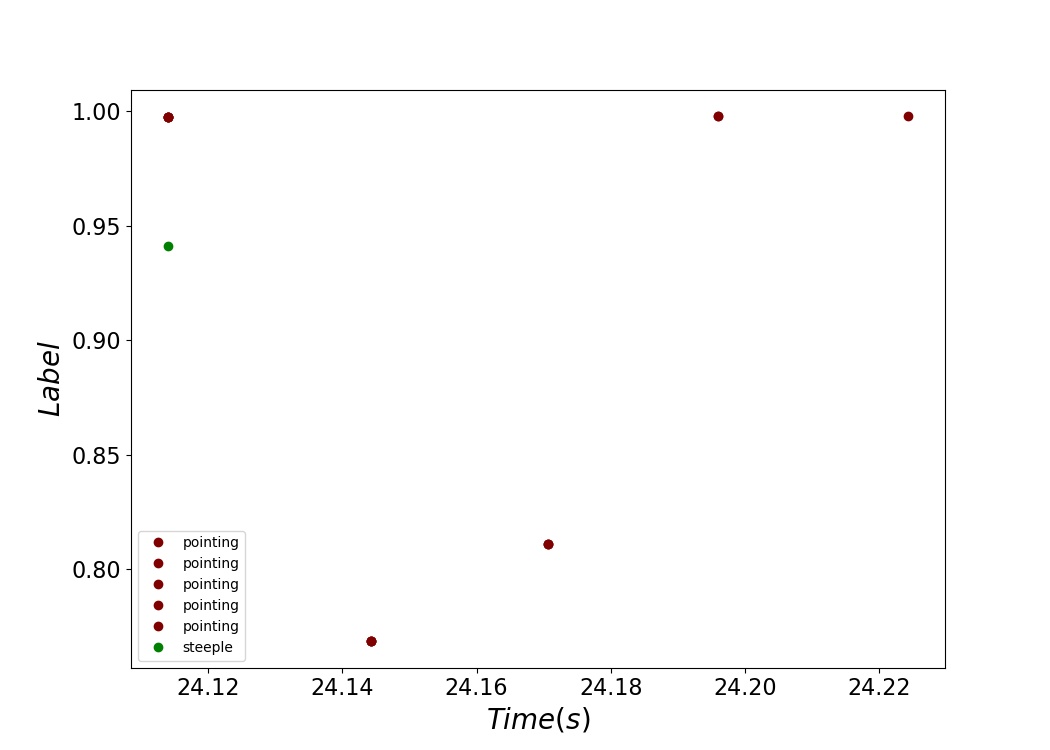 1.00
0.95
0.90
0.85
0.80
Label
pointing
pointing
pointing
pointing
pointing
steeple
24.12 24.14 24.16 24.18 24.20 24.22
Time(s)